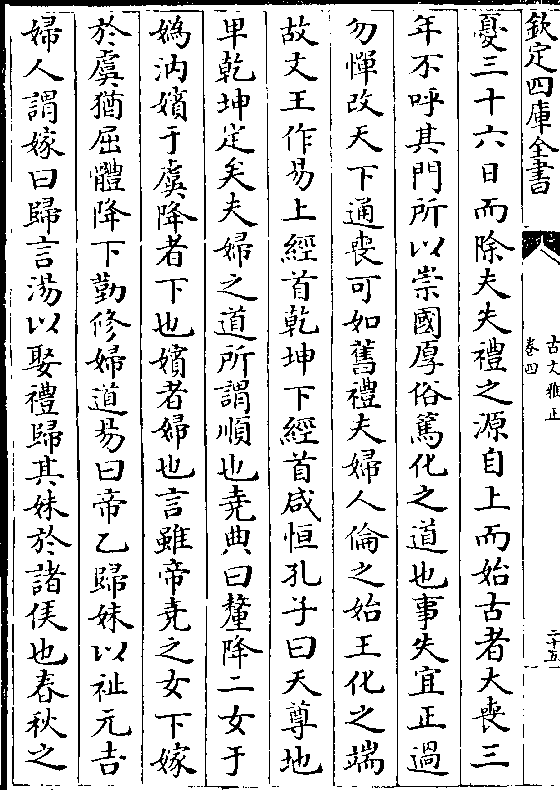 欽定四庫全書
古文雅正
卷四
二十五
憂三十六日而除夫失禮之源自上而始古者大喪三
年不呼其門所以崇國厚俗篤化之道也事失宜正過
勿憚改天下通喪可如舊禮夫婦人倫之始王化之端
故文王作易上經首乾坤下經首咸恒孔子曰天尊地
卑乾坤定矣夫婦之道所謂順也堯典曰釐降二女于
媯汭嬪于虞降者下也嬪者婦也言雖帝堯之女下嫁
於虞猶屈體降下勤修婦道易曰帝乙歸妹以祉元吉
婦人謂嫁曰歸言湯以娶禮歸其妹於諸侯也春秋之